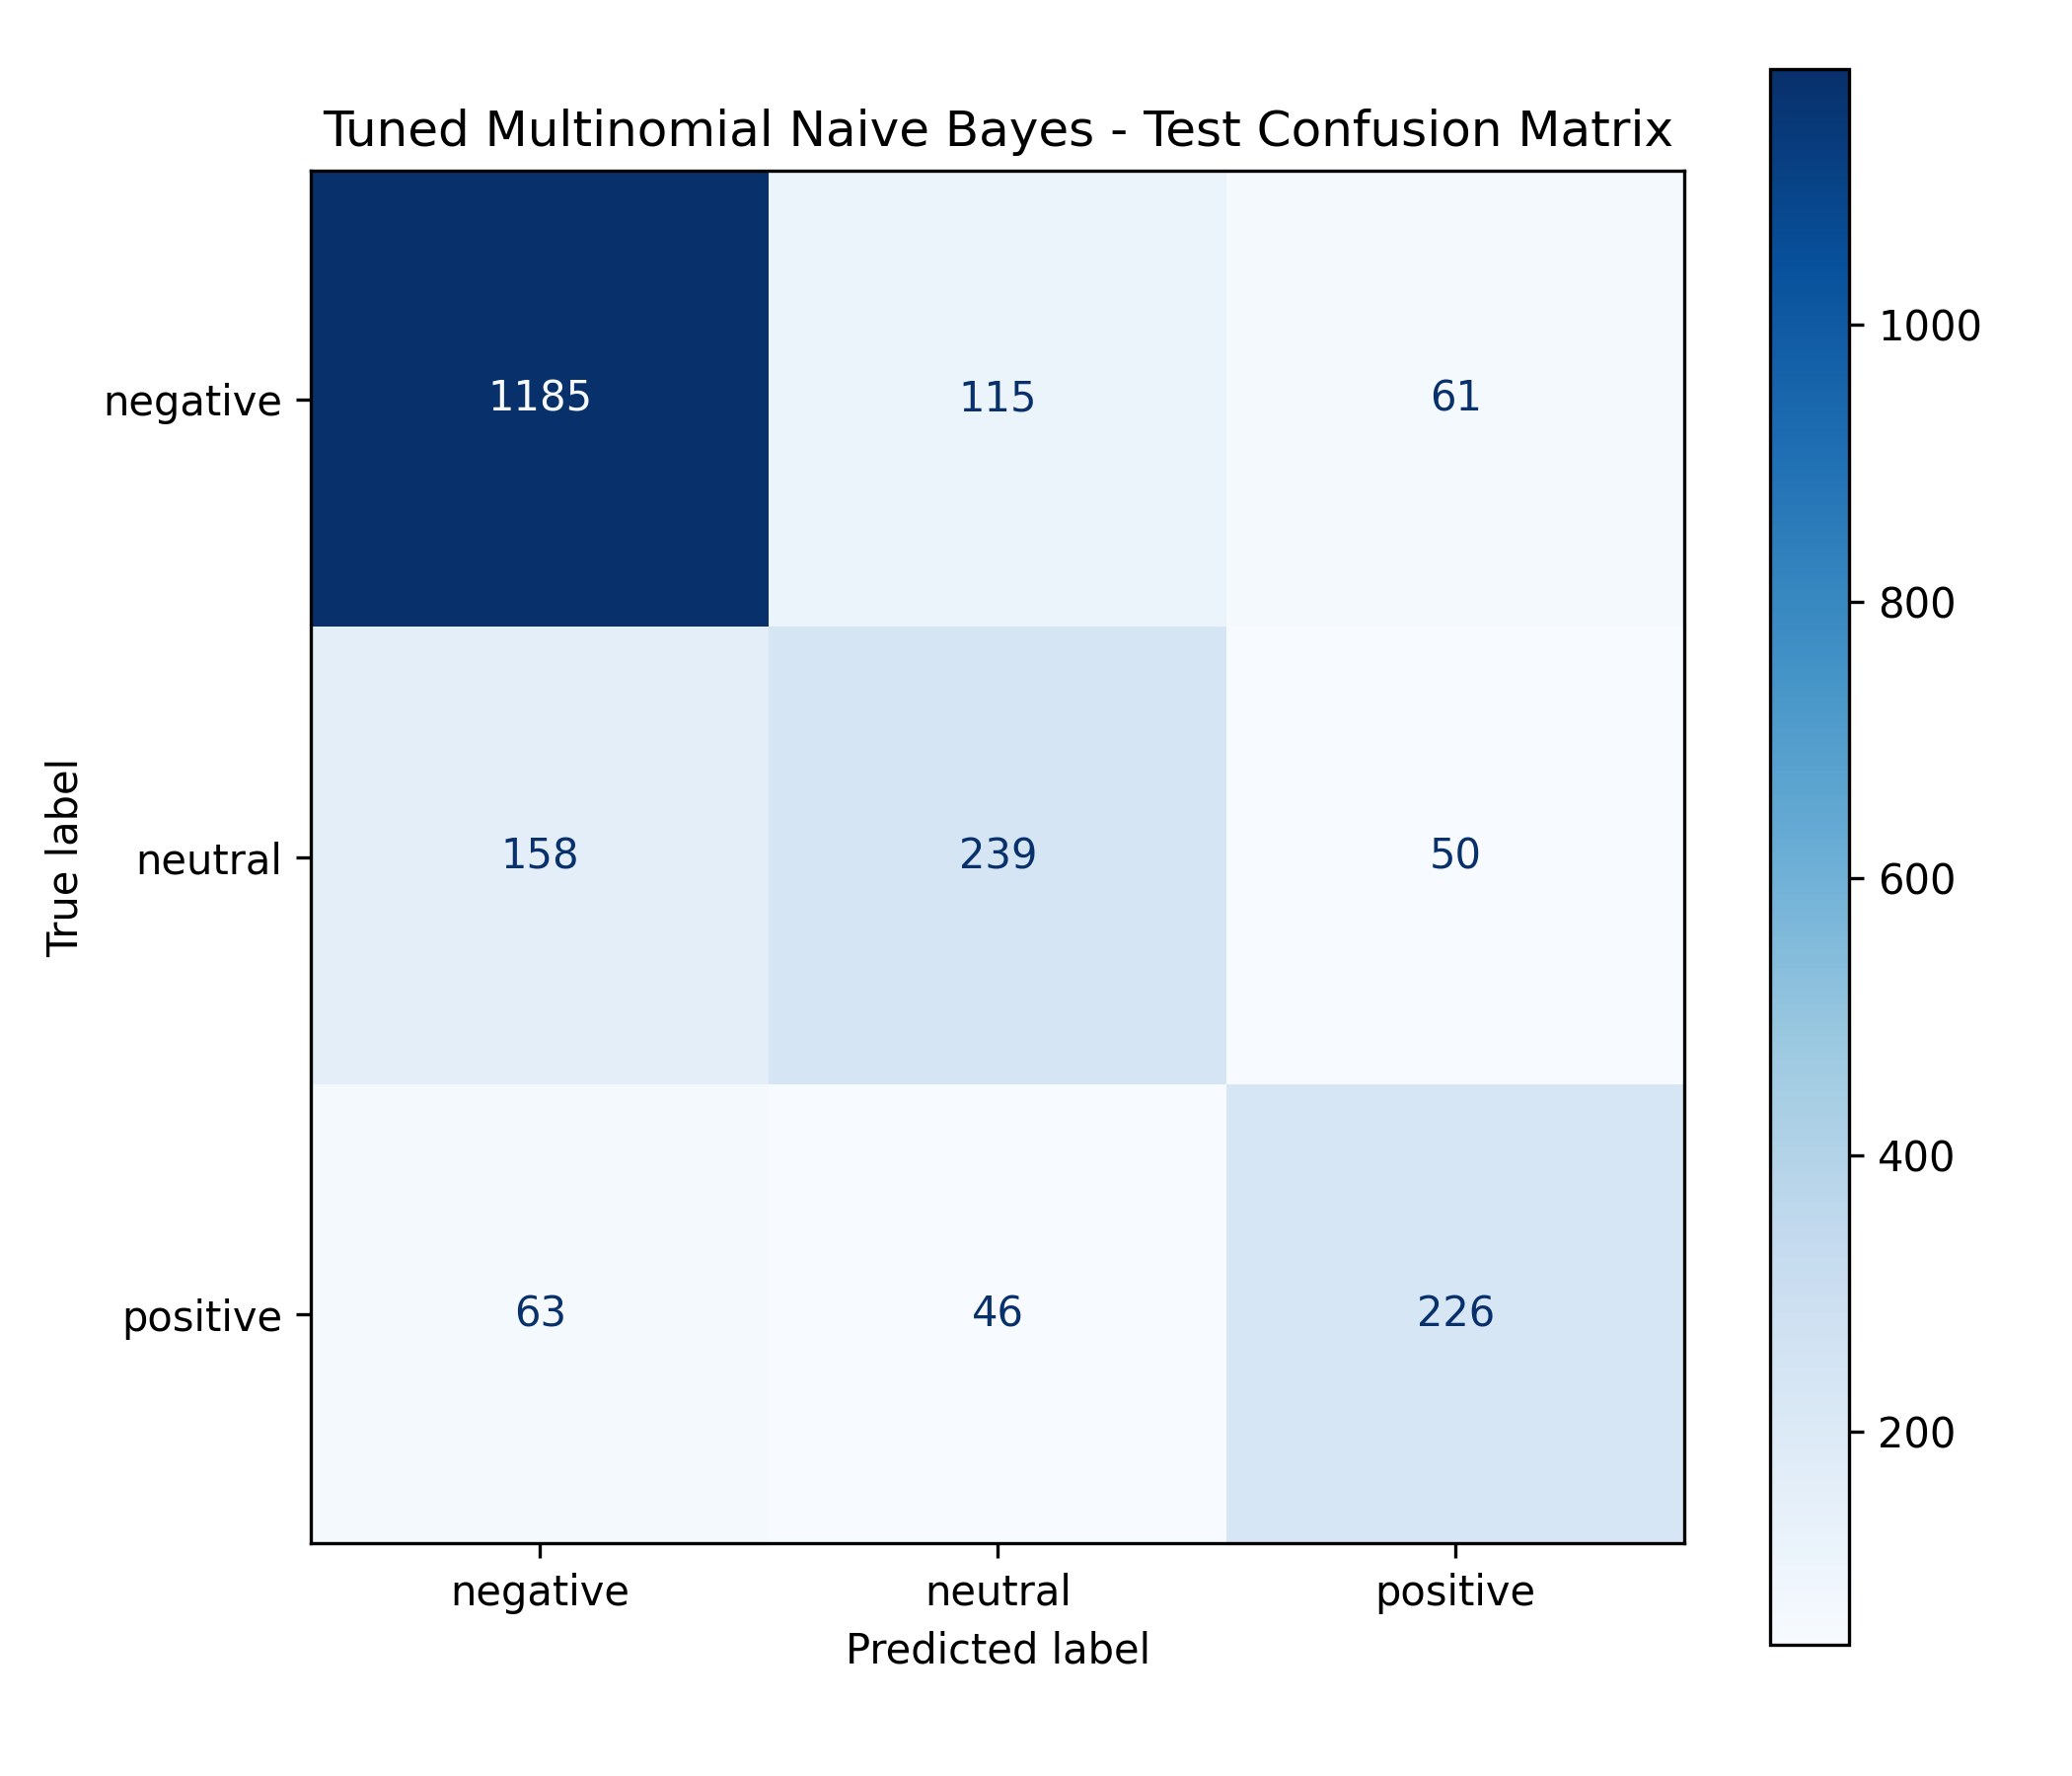 Tuned Multinomial Naive Bayes - Test Confusion Matrix
True label
negative
1185
115
61
neutral
158
239
50
positive
63
46
226
negative
neutral
positive
Predicted label
1000
800
600
400
200